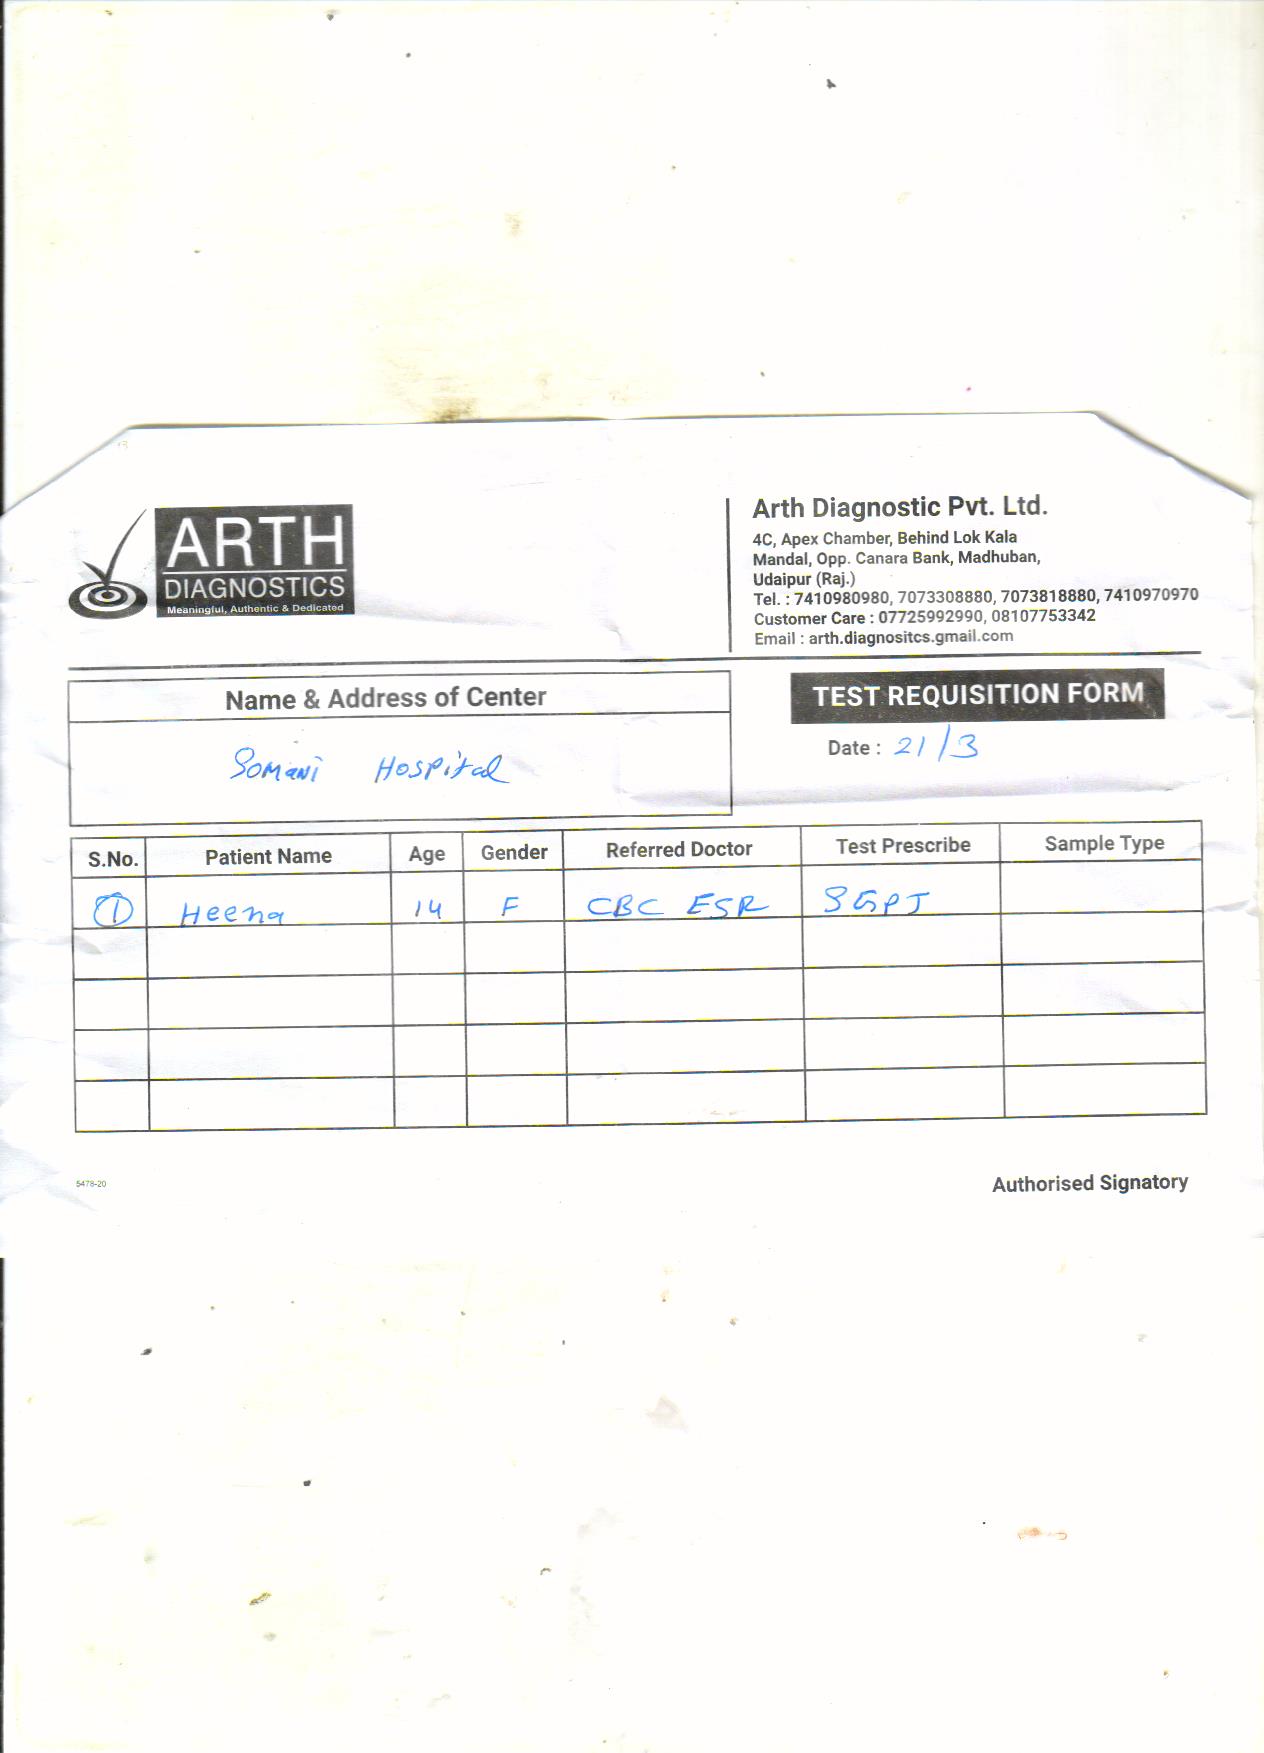 ARTH
DIAGNOSTICS
Meaningful, Authentic & Dedicated
Arth Diagnostic Pvt. Ltd.
4C, Apex Chamber, Behind Lok Kala
Mandal, Opp. Canara Bank, Madhuban,
Udaipur (Raj.)
Tel. : 7410980980, 7073308880, 7073818880, 7410970970
Customer Care : 07725992990, 08107753342
Email : arth.diagnositcs.gmail.com
Name & Address of Center
Somani Hospital
TEST REQUISITION FORM
Date : 21/3
S.No. Patient Name Age Gender Referred Doctor Test Prescribe Sample Type
1 Heena 14 F CBC ESR SGPT
5478-20
Authorised Signatory